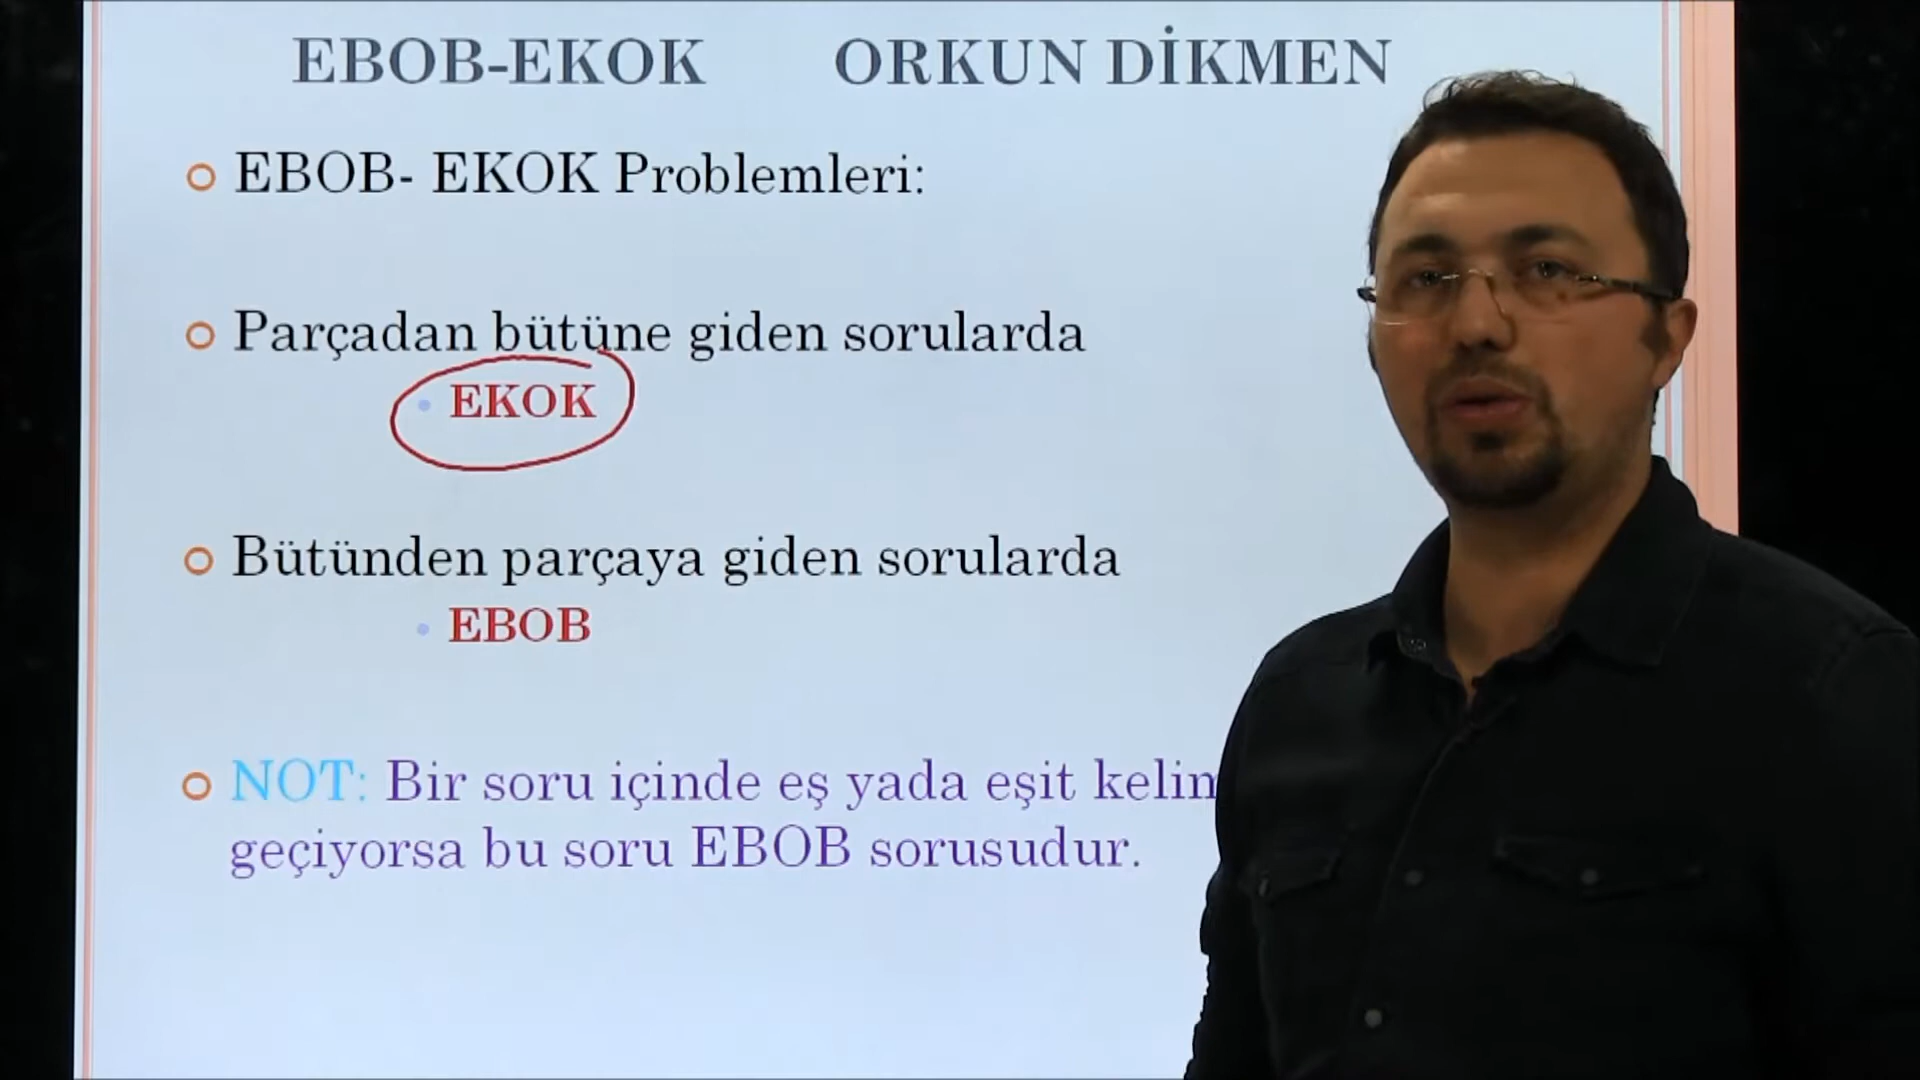 EBOB-EKOK ORKUN DİKMEN
EBOB- EKOK Problemleri:
Parçadan bütüne giden sorularda
EKOK
Bütünden parçaya giden sorularda
EBOB
NOT: Bir soru içinde eş yada eşit
geçiyorsa bu soru EBOB sorusudur.